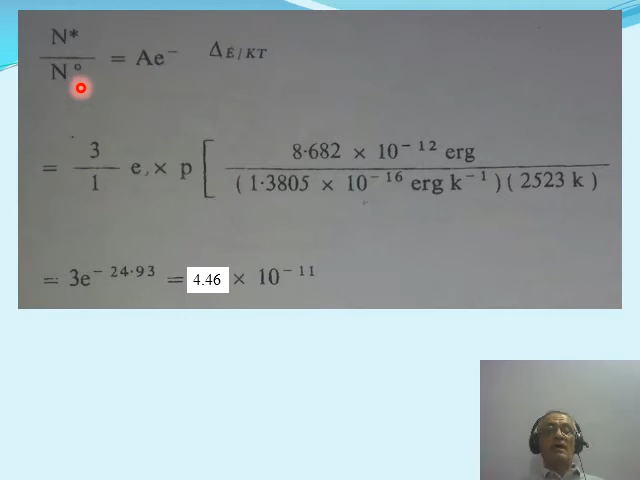 N*
N° = Ae⁻ ΔE/KT
= 3/1 e,× p [ 8·682 × 10⁻¹² erg
(1·3805 × 10⁻¹⁶ erg k⁻¹)(2523 k)
= 3e⁻²⁴·⁹³ = 4.46 × 10⁻¹¹